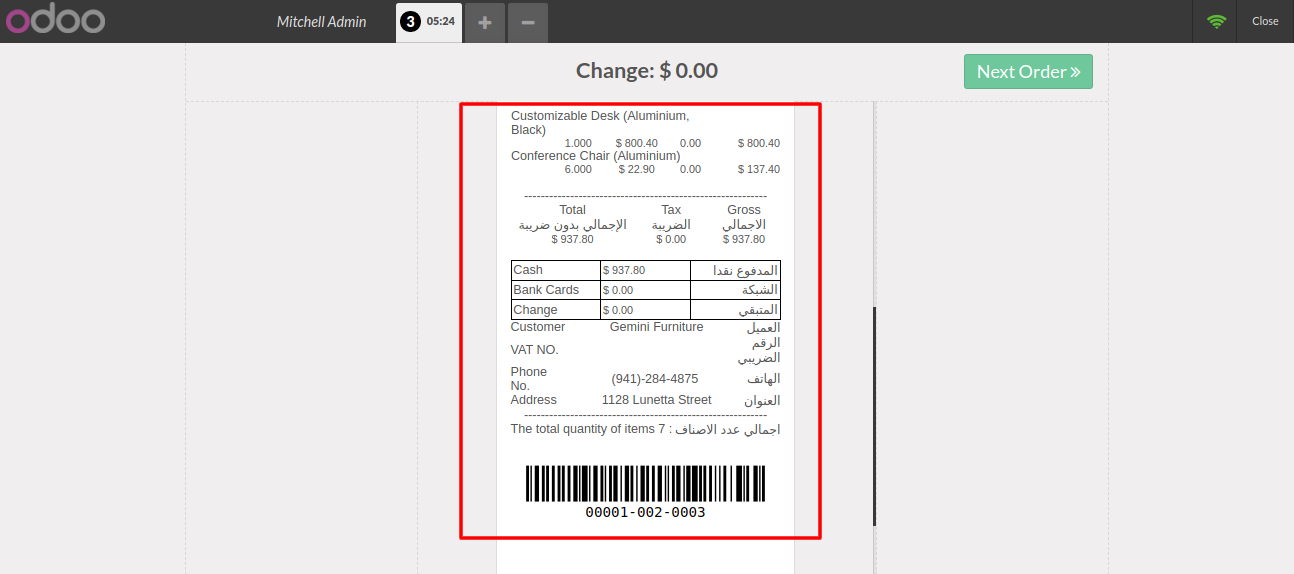 odoo Mitchell Admin 3 05:24 Close
Change: $ 0.00 Next Order
Customizable Desk (Aluminium,
Black)
1.000 $ 800.40 0.00 $ 800.40
Conference Chair (Aluminium)
6.000 $ 22.90 0.00 $ 137.40
----------------------------------------------------------
Total Tax Gross
الإجمالي بدون ضريبة الضريبة الاجمالي
$ 937.80 $ 0.00 $ 937.80
Cash $ 937.80 المدفوع نقدا
Bank Cards $ 0.00 الشبكة
Change $ 0.00 المتبقي
Customer Gemini Furniture العميل
VAT NO. الرقم
الضريبي
Phone
No. (941)-284-4875 الهاتف
Address 1128 Lunetta Street العنوان
----------------------------------------------------------
The total quantity of items 7 : اجمالي عدد الاصناف
00001-002-0003